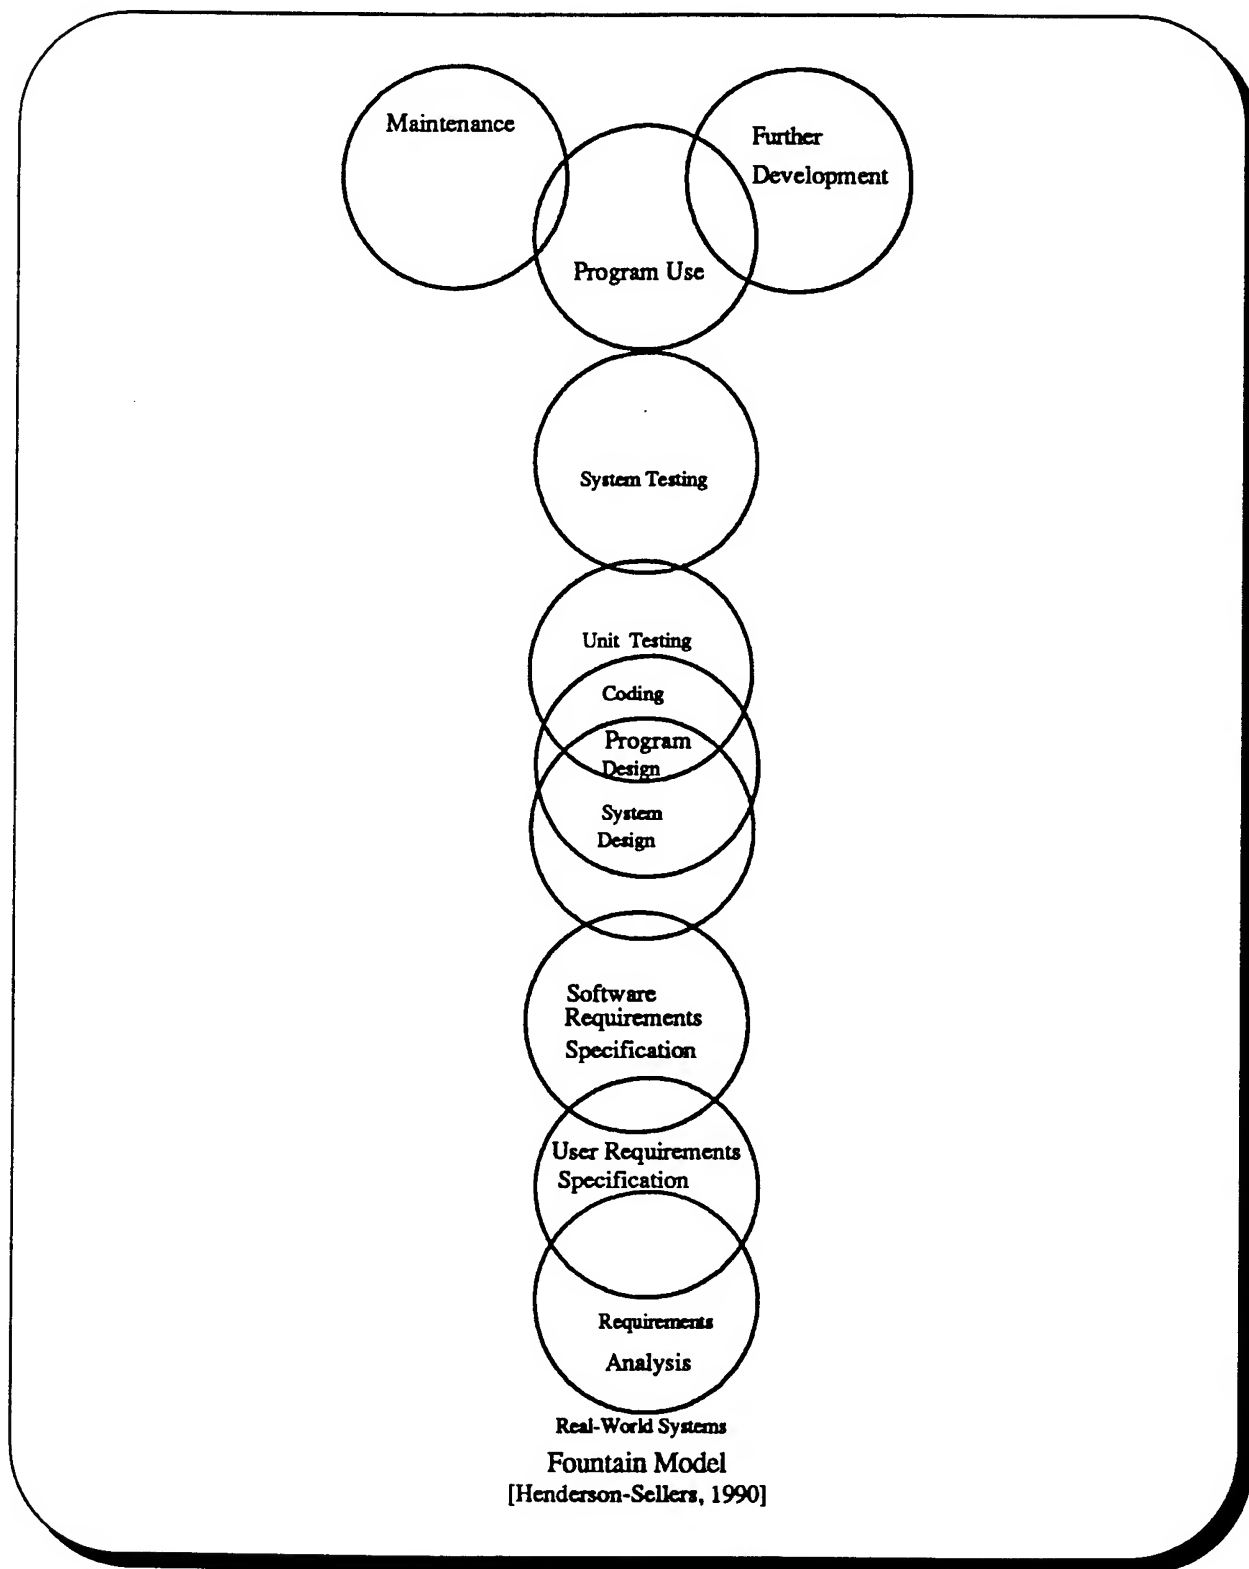 Maintenance
Further
Development
Program Use
System Testing
Unit Testing
Coding
Program
Design
System
Design
Software
Requirements
Specification
User Requirements
Specification
Requirements
Analysis
Real-World Systems
Fountain Model
[Henderson-Sellers, 1990]